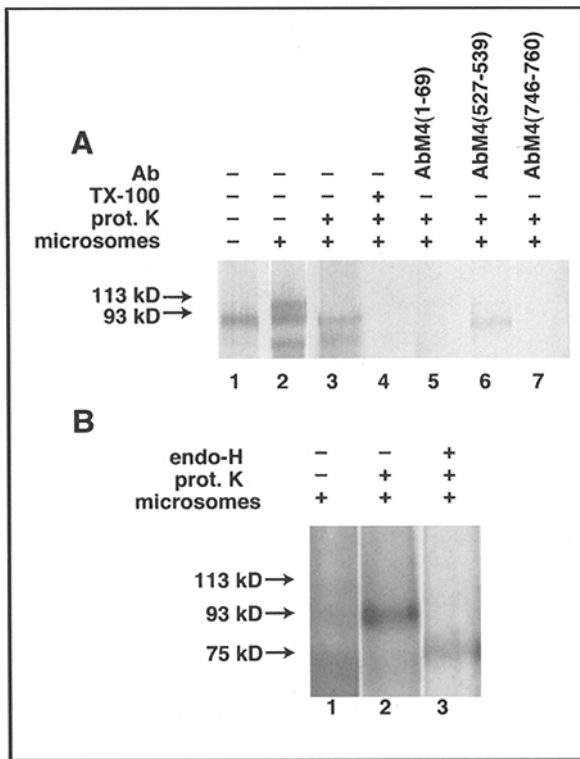 A
AbM4(1-69)
AbM4(527-539)
AbM4(746-760)
Ab – – – –
TX-100 – – – + – – –
prot. K – – + + + + +
microsomes – + + + + + +
113 kD→
93 kD→
1 2 3 4 5 6 7
B
endo-H – – +
prot. K – + +
microsomes + + +
113 kD→
93 kD→
75 kD→
1 2 3